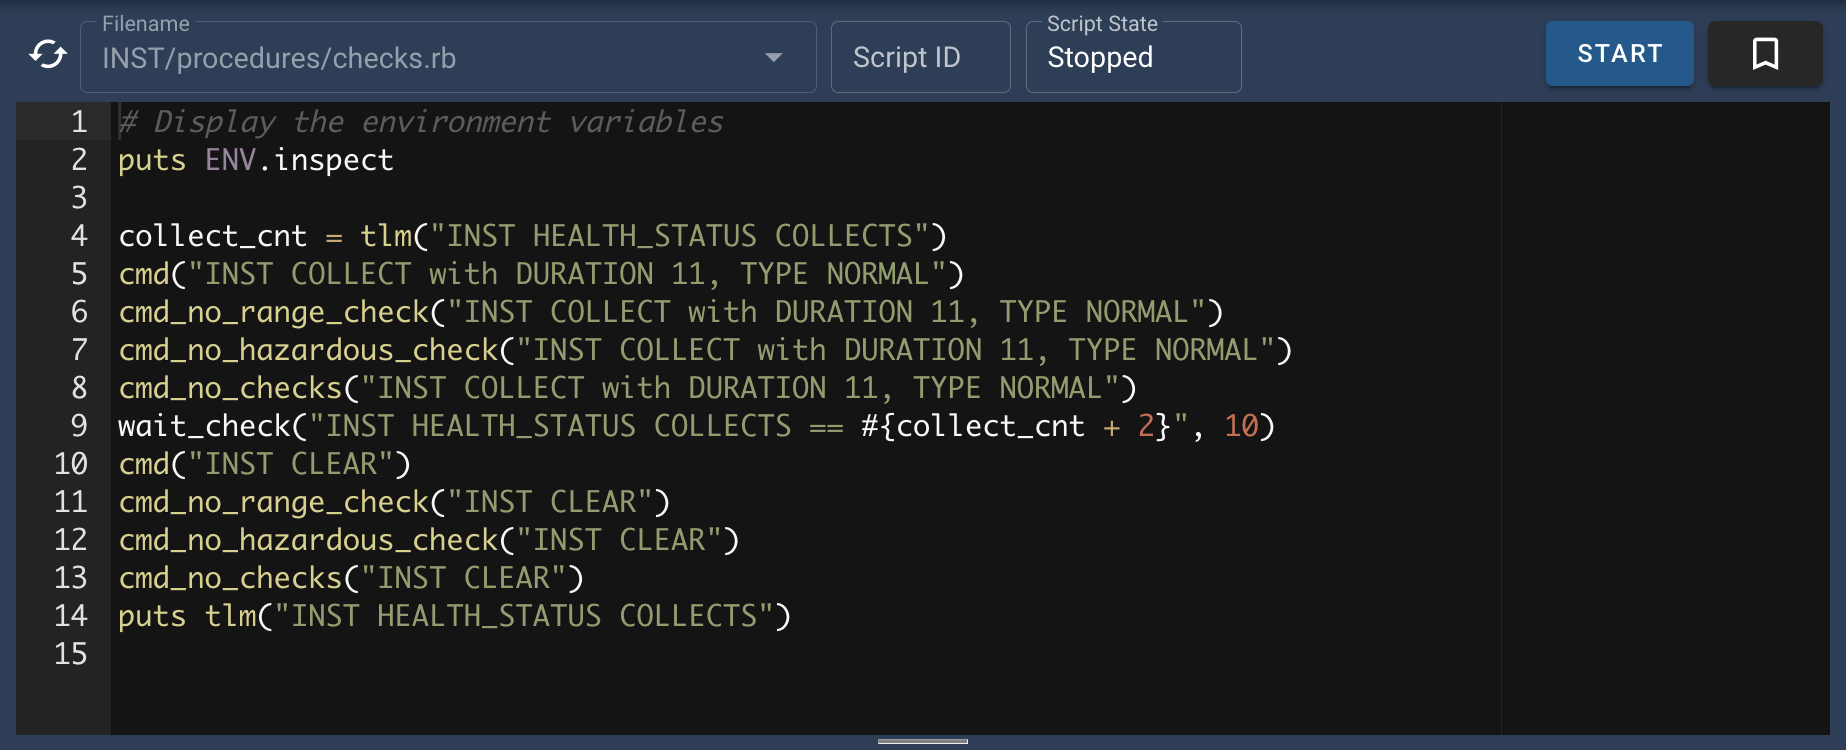 Filename
INST/procedures/checks.rb
Script ID
Script State
Stopped
START
1 # Display the environment variables
2 puts ENV.inspect
3
4 collect_cnt = tlm("INST HEALTH_STATUS COLLECTS")
5 cmd("INST COLLECT with DURATION 11, TYPE NORMAL")
6 cmd_no_range_check("INST COLLECT with DURATION 11, TYPE NORMAL")
7 cmd_no_hazardous_check("INST COLLECT with DURATION 11, TYPE NORMAL")
8 cmd_no_checks("INST COLLECT with DURATION 11, TYPE NORMAL")
9 wait_check("INST HEALTH_STATUS COLLECTS == #{collect_cnt + 2}", 10)
10 cmd("INST CLEAR")
11 cmd_no_range_check("INST CLEAR")
12 cmd_no_hazardous_check("INST CLEAR")
13 cmd_no_checks("INST CLEAR")
14 puts tlm("INST HEALTH_STATUS COLLECTS")
15